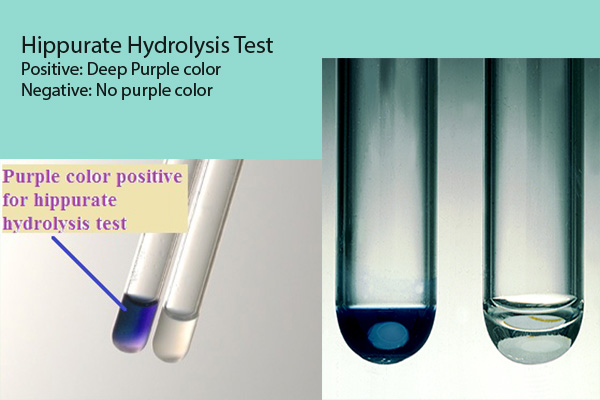 Hippurate Hydrolysis Test
Positive: Deep Purple color
Negative: No purple color
Purple color positive
for hippurate
hydrolysis test